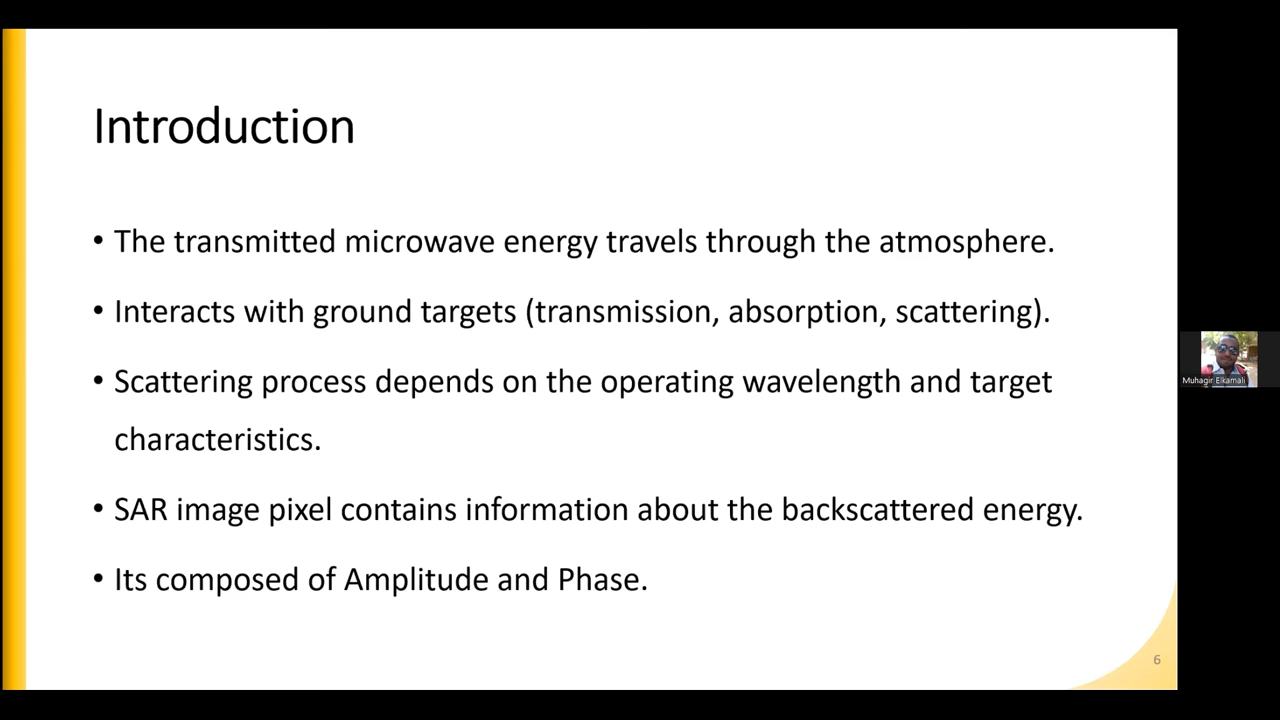 Introduction
• The transmitted microwave energy travels through the atmosphere.
• Interacts with ground targets (transmission, absorption, scattering).
• Scattering process depends on the operating wavelength and target
characteristics.
• SAR image pixel contains information about the backscattered energy.
• Its composed of Amplitude and Phase.
Muhagir Elkamali
6